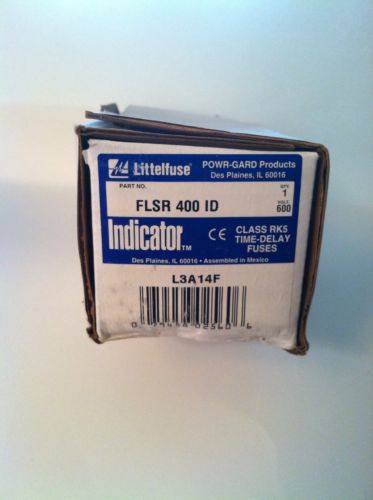 Littelfuse®
POWR-GARD Products
Des Plaines, IL 60016
PART NO.
QTY.
1
FLSR 400 ID
VOLT.
600
Indicator™
CE
CLASS RK5
TIME-DELAY
FUSES
Des Plaines, IL 60016 • Assembled in Mexico
L3A14F